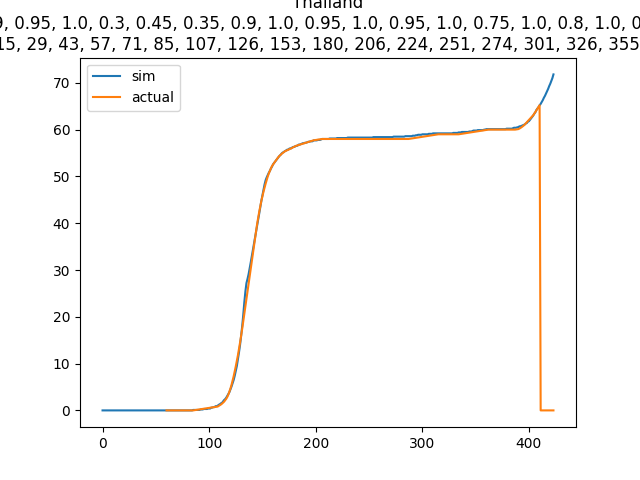 Thailand
0.95, 1.0, 0.3, 0.45, 0.35, 0.9, 1.0, 0.95, 1.0, 0.95, 1.0, 0.75, 1.0, 0.8, 1.0,
29, 43, 57, 71, 85, 107, 126, 153, 180, 206, 224, 251, 274, 301, 326, 355
sim
actual
70
60
50
40
30
20
10
0
0 100 200 300 400